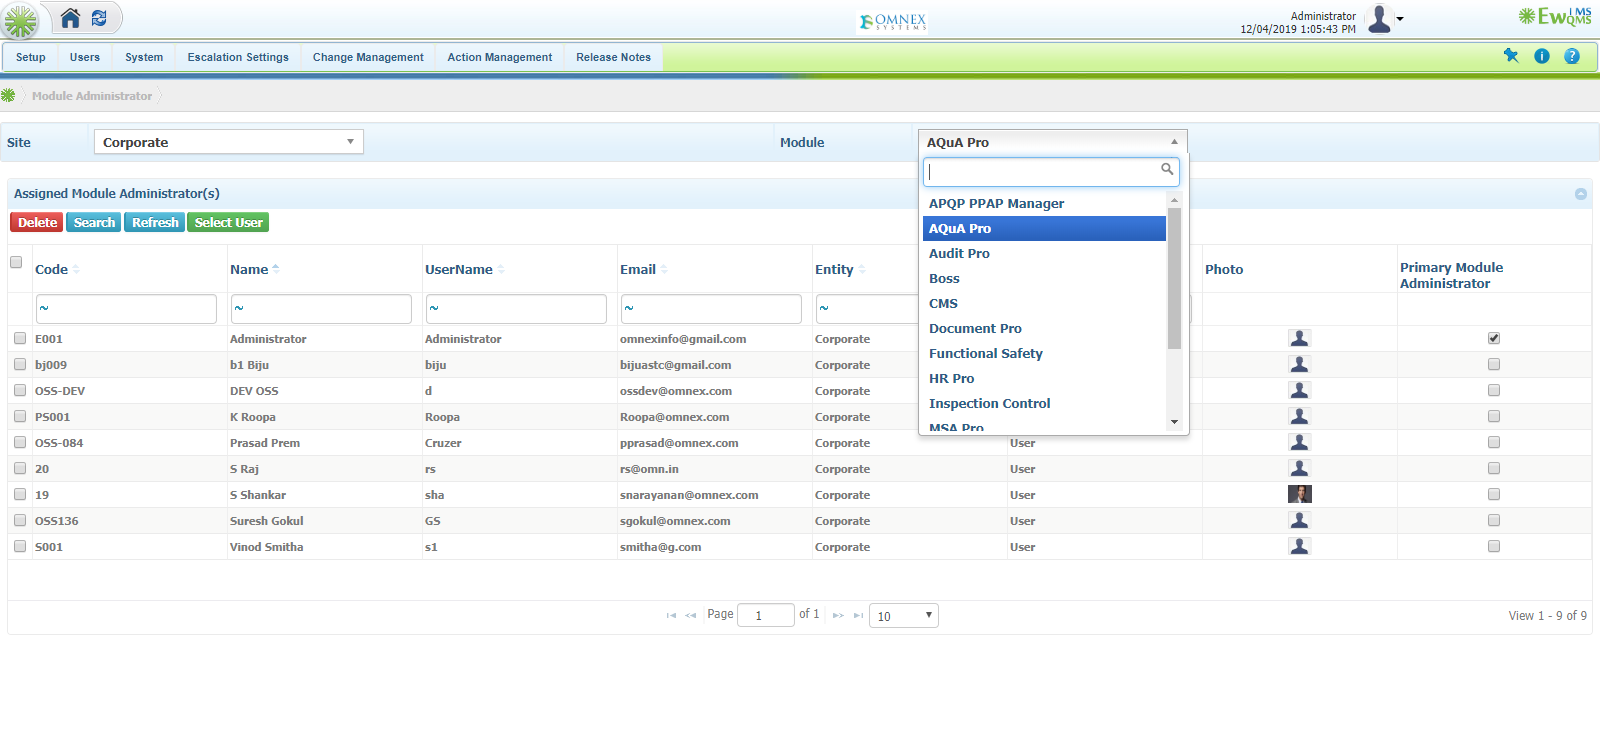 OMNEX
SYSTEMS
Administrator
12/04/2019 1:05:43 PM
EwIMS
QMS
Setup Users System Escalation Settings Change Management Action Management Release Notes
Module Administrator
Site Corporate Module AQuA Pro
APQP PPAP Manager
AQuA Pro
Audit Pro
Boss
CMS
Document Pro
Functional Safety
HR Pro
Inspection Control
MSA Pro
Assigned Module Administrator(s)
Delete Search Refresh Select User
Code Name UserName Email Entity Photo Primary Module Administrator
~ ~ ~ ~ ~
E001 Administrator Administrator omnexinfo@gmail.com Corporate
bj009 b1 Biju biju bijuastc@gmail.com Corporate
OSS-DEV DEV OSS d ossdev@omnex.com Corporate
PS001 K Roopa Roopa Roopa@omnex.com Corporate
OSS-084 Prasad Prem Cruzer pprasad@omnex.com Corporate User
20 S Raj rs rs@omn.in Corporate User
19 S Shankar sha snarayanan@omnex.com Corporate User
OSS136 Suresh Gokul GS sgokul@omnex.com Corporate User
S001 Vinod Smitha s1 smitha@g.com Corporate User
Page 1 of 1 10 View 1 - 9 of 9